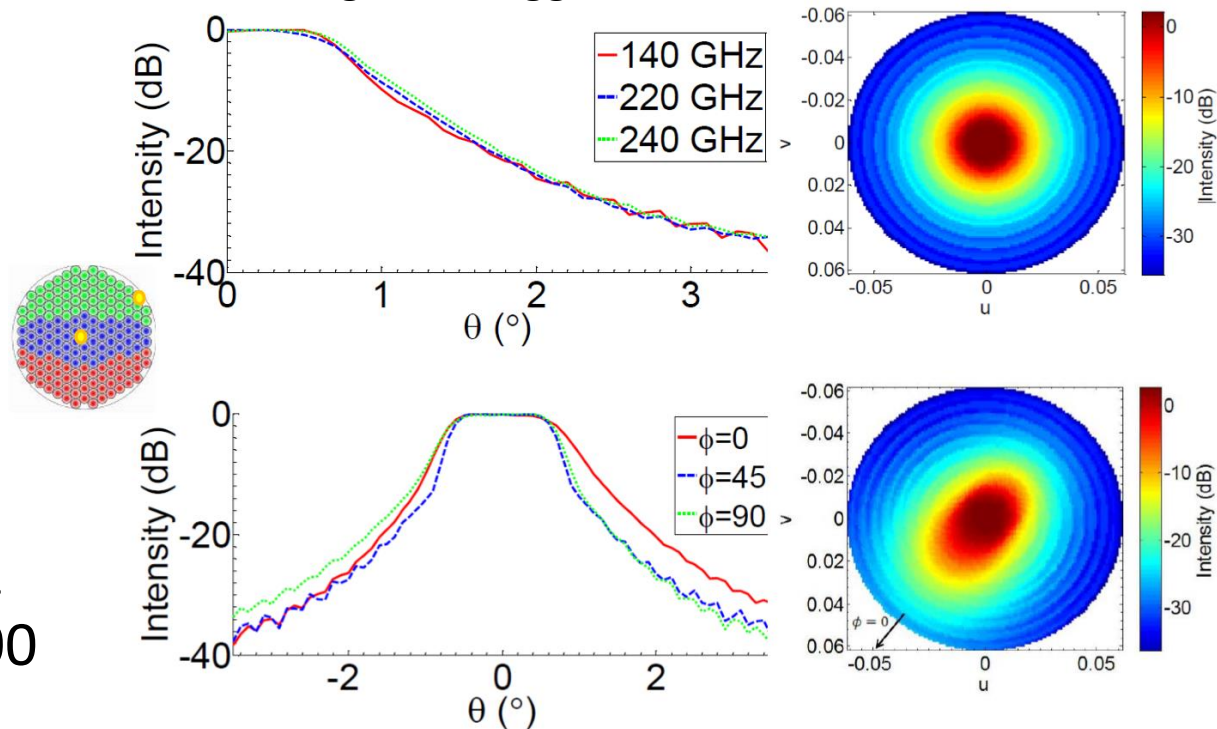 0
-20
-40
Intensity (dB)
0
1
2
3
θ (°)
140 GHz
220 GHz
240 GHz
-0.06
-0.04
-0.02
0
0.02
0.04
0.06
v
-0.05
0
0.05
u
0
-10
-20
-30
|Intensity (dB)
0
-20
-40
Intensity (dB)
-2
0
2
θ (°)
ϕ=0
ϕ=45
ϕ=90
-0.06
-0.04
-0.02
0
0.02
0.04
0.06
v
ϕ = 0
-0.05
0
0.05
u
0
-10
-20
-30
Intensity (dB)
00